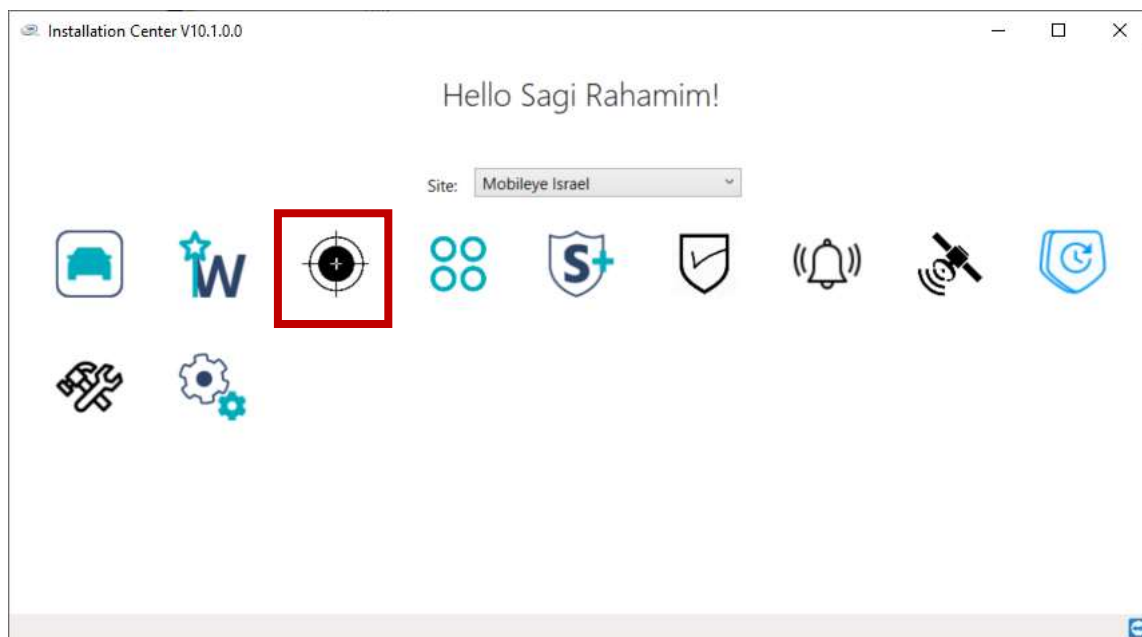 Installation Center V10.1.0.0
Hello Sagi Rahamim!
Site: Mobileye Israel
W
S+